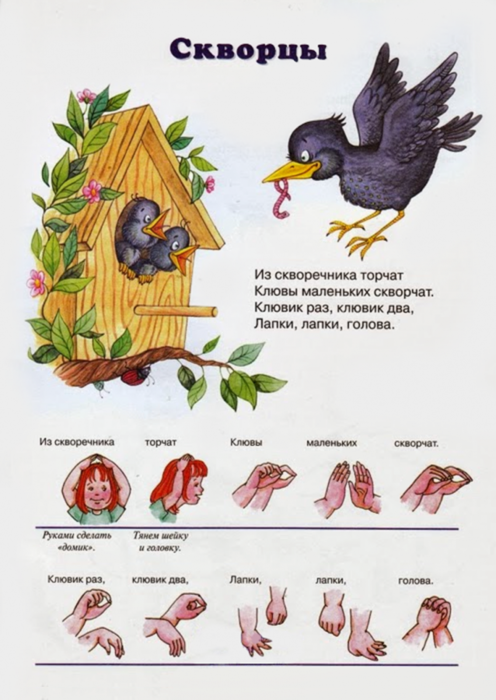 Скворцы
Из скворечника торчат
Клювы маленьких скворчат.
Клювик раз, клювик два,
Лапки, лапки, голова.
Из скворечника торчат Клювы маленьких скворчат.
Руками сделать Тянем шейку
«домик». и головку.
Клювик раз, клювик два, Лапки, лапки, голова.